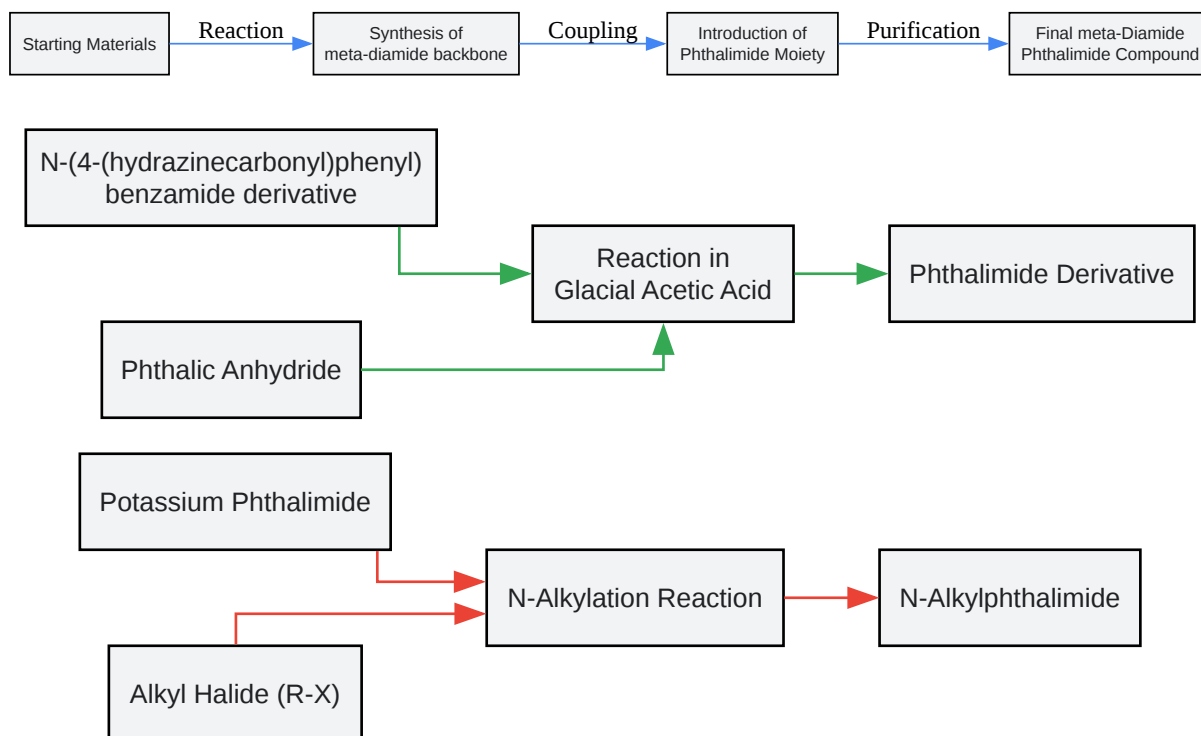 Starting Materials
Reaction
Synthesis of
meta-diamide backbone
Coupling
Introduction of
Phthalimide Moiety
Purification
Final meta-Diamide
Phthalimide Compound
N-(4-(hydrazinecarbonyl)phenyl)
benzamide derivative
Reaction in
Glacial Acetic Acid
Phthalimide Derivative
Phthalic Anhydride
Potassium Phthalimide
N-Alkylation Reaction
N-Alkylphthalimide
Alkyl Halide (R-X)